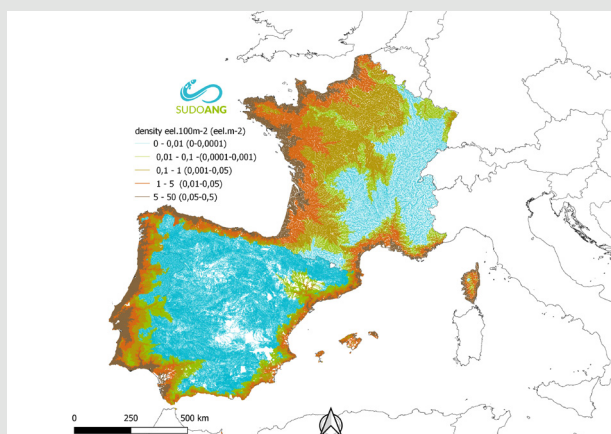 SUDOANG
density eel.100m-2 (eel.m-2)
0 - 0,01 (0-0,0001)
0,01 - 0,1 -(0,0001-0,001)
0,1 - 1 (0,001-0,05)
1 - 5 (0,01-0,05)
5 - 50 (0,05-0,5)
0 250 500 km